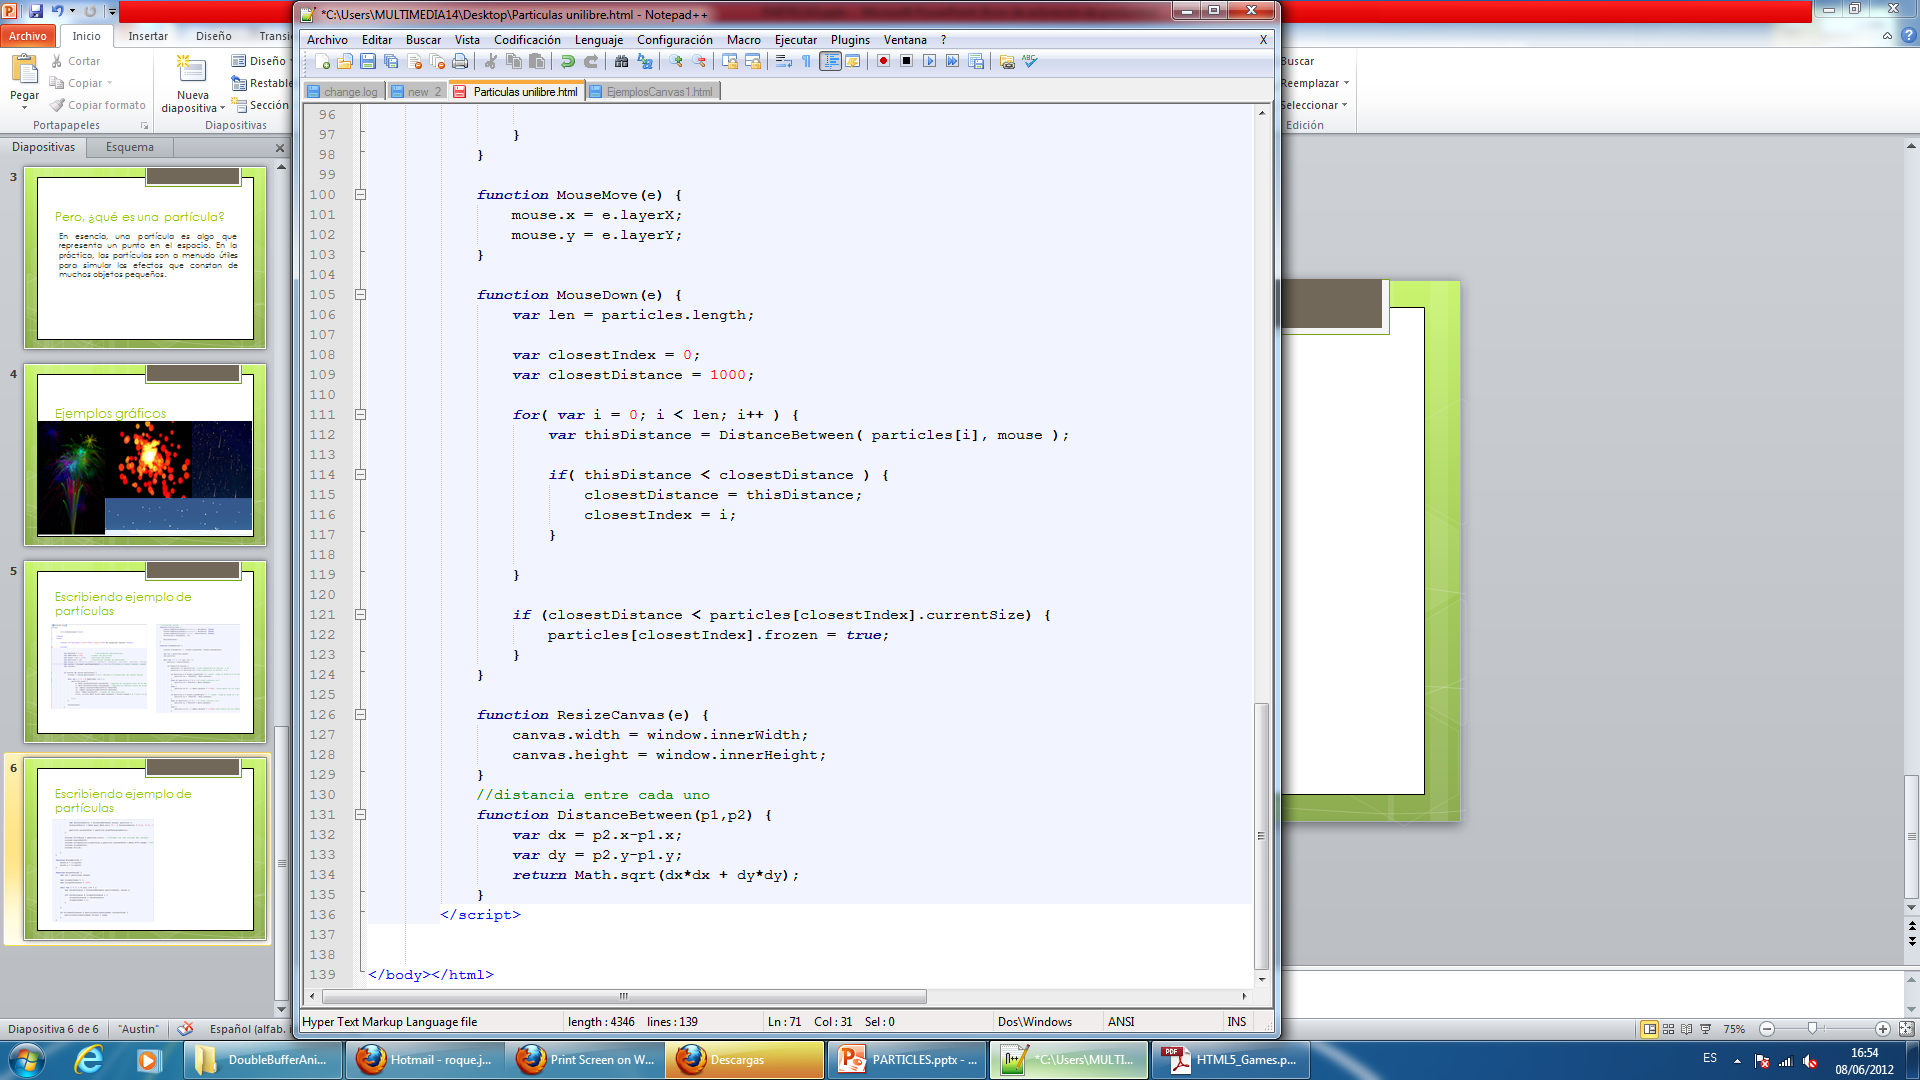 *C:\Users\MULTIMEDIA14\Desktop\Particulas unilibre.html - Notepad++
Archivo Editar Buscar Vista Codificación Lenguaje Configuración Macro Ejecutar Plugins Ventana ? X
change.log new 2 Particulas unilibre.html EjemplosCanvas1.html
96
97 }
98 }
99
100 function MouseMove(e) {
101 mouse.x = e.layerX;
102 mouse.y = e.layerY;
103 }
104
105 function MouseDown(e) {
106 var len = particles.length;
107
108 var closestIndex = 0;
109 var closestDistance = 1000;
110
111 for( var i = 0; i < len; i++ ) {
112 var thisDistance = DistanceBetween( particles[i], mouse );
113
114 if( thisDistance < closestDistance ) {
115 closestDistance = thisDistance;
116 closestIndex = i;
117 }
118
119 }
120
121 if (closestDistance < particles[closestIndex].currentSize) {
122 particles[closestIndex].frozen = true;
123 }
124 }
125
126 function ResizeCanvas(e) {
127 canvas.width = window.innerWidth;
128 canvas.height = window.innerHeight;
129 }
130 //distancia entre cada uno
131 function DistanceBetween(p1,p2) {
132 var dx = p2.x-p1.x;
133 var dy = p2.y-p1.y;
134 return Math.sqrt(dx*dx + dy*dy);
135 }
136 </script>
137
138
139 </body></html>
Hyper Text Markup Language file length : 4346 lines : 139 Ln : 71 Col : 31 Sel : 0 Dos\Windows ANSI INS
Archivo Inicio Insertar Diseño Transi
Pegar
Cortar
Copiar
Copiar formato
Portapapeles
Nueva
diapositiva
Diseño
Restable
Sección
Diapositivas
Buscar
Reemplazar
Seleccionar
Edición
Diapositivas Esquema
3
Pero, ¿qué es una partícula?
En esencia, una partícula es algo que
representa un punto en el espacio. En la
práctica, las partículas son a menudo útiles
para simular los efectos que constan de
muchos objetos pequeños.
4
Ejemplos gráficos
5
Escribiendo ejemplo de
partículas
6
Escribiendo ejemplo de
partículas
Diapositiva 6 de 6 "Austin" Español (alfab. i
75%
DoubleBufferAni... Hotmail - roque.j... Print Screen on W... Descargas PARTICLES.pptx - ... *C:\Users\MULTI... HTML5_Games.p...
ES
16:54
08/06/2012